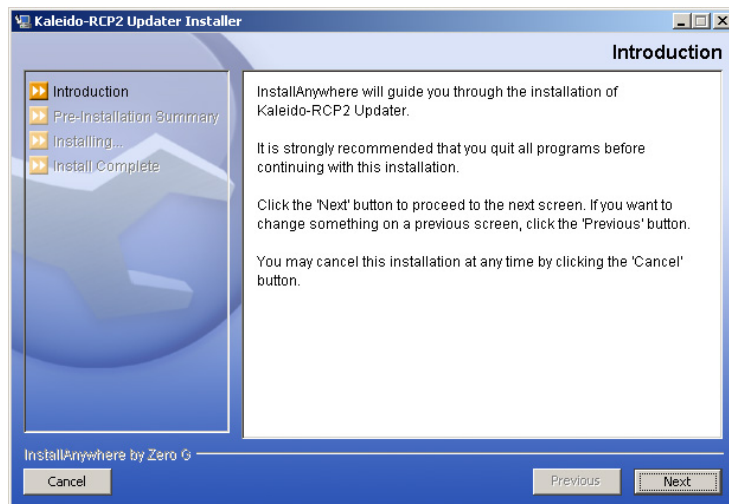 Kaleido-RCP2 Updater Installer
Introduction
Introduction
Pre-Installation Summary
Installing...
Install Complete
InstallAnywhere will guide you through the installation of
Kaleido-RCP2 Updater.
It is strongly recommended that you quit all programs before
continuing with this installation.
Click the 'Next' button to proceed to the next screen. If you want to
change something on a previous screen, click the 'Previous' button.
You may cancel this installation at any time by clicking the 'Cancel'
button.
InstallAnywhere by Zero G
Cancel
Previous
Next